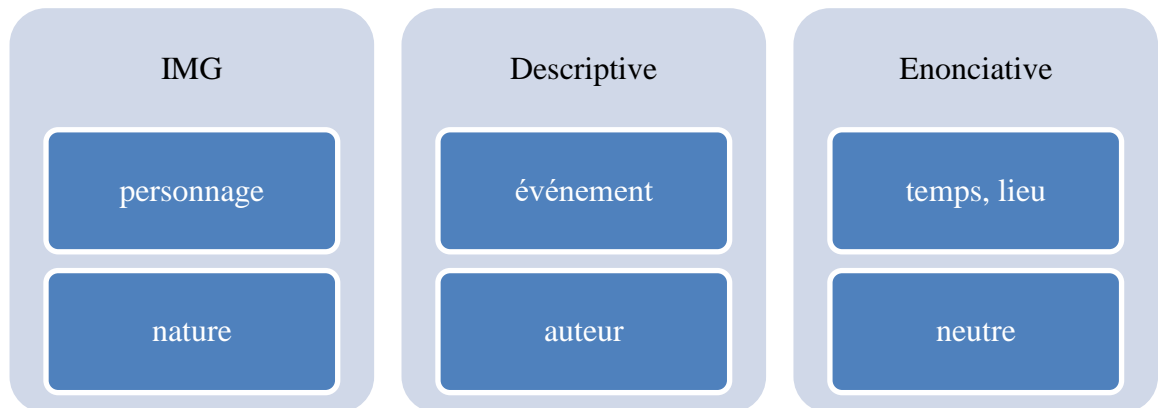 IMG
personnage
nature
Descriptive
événement
auteur
Enonciative
temps, lieu
neutre